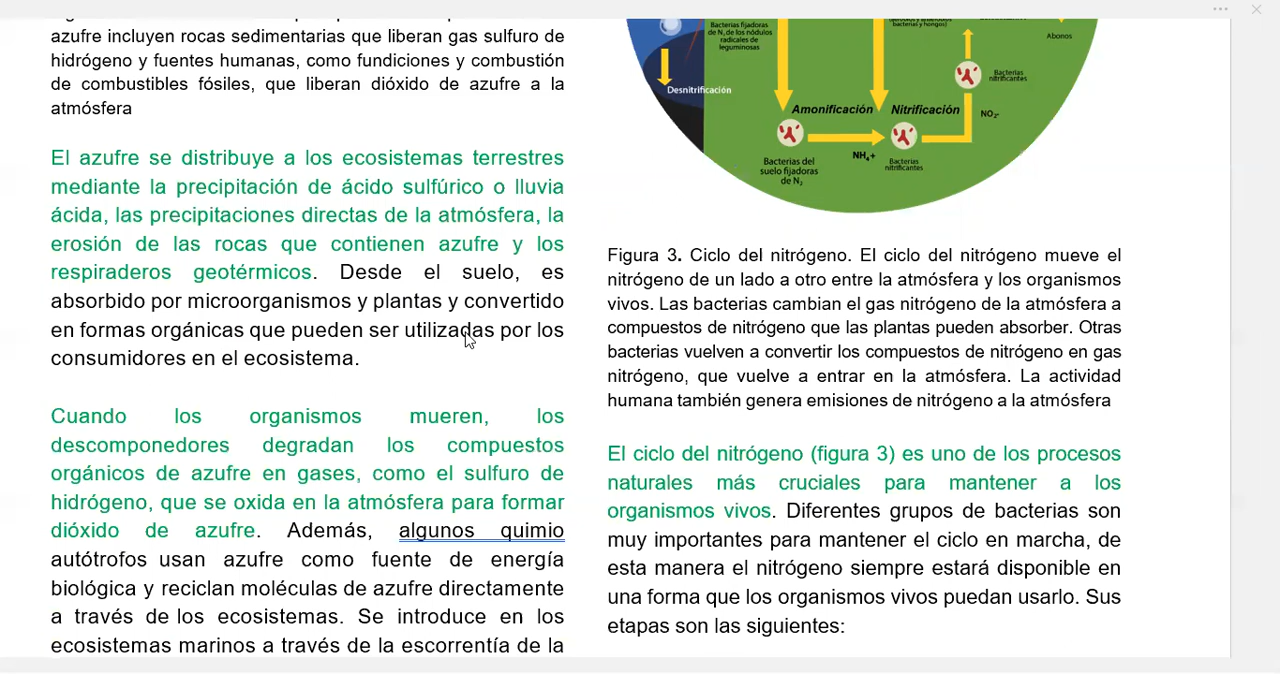 azufre incluyen rocas sedimentarias que liberan gas sulfuro de
hidrógeno y fuentes humanas, como fundiciones y combustión
de combustibles fósiles, que liberan dióxido de azufre a la
atmósfera
El azufre se distribuye a los ecosistemas terrestres
mediante la precipitación de ácido sulfúrico o lluvia
ácida, las precipitaciones directas de la atmósfera, la
erosión de las rocas que contienen azufre y los
respiraderos geotérmicos. Desde el suelo, es
absorbido por microorganismos y plantas y convertido
en formas orgánicas que pueden ser utilizadas por los
consumidores en el ecosistema.
Cuando los organismos mueren, los
descomponedores degradan los compuestos
orgánicos de azufre en gases, como el sulfuro de
hidrógeno, que se oxida en la atmósfera para formar
dióxido de azufre. Además, algunos quimio
autótrofos usan azufre como fuente de energía
biológica y reciclan moléculas de azufre directamente
a través de los ecosistemas. Se introduce en los
ecosistemas marinos a través de la escorrentía de la
Bacterias fijadoras
de N, de los nódulos
radicales de
leguminosas
bacterias y hongos)
Abonos
Bacterias
nitrificantes
Desnitrificación
Amonificación
Nitrificación
NO2-
NH4+
Bacterias
nitrificantes
Bacterias del
suelo fijadoras
de N2
Figura 3. Ciclo del nitrógeno. El ciclo del nitrógeno mueve el
nitrógeno de un lado a otro entre la atmósfera y los organismos
vivos. Las bacterias cambian el gas nitrógeno de la atmósfera a
compuestos de nitrógeno que las plantas pueden absorber. Otras
bacterias vuelven a convertir los compuestos de nitrógeno en gas
nitrógeno, que vuelve a entrar en la atmósfera. La actividad
humana también genera emisiones de nitrógeno a la atmósfera
El ciclo del nitrógeno (figura 3) es uno de los procesos
naturales más cruciales para mantener a los
organismos vivos. Diferentes grupos de bacterias son
muy importantes para mantener el ciclo en marcha, de
esta manera el nitrógeno siempre estará disponible en
una forma que los organismos vivos puedan usarlo. Sus
etapas son las siguientes: